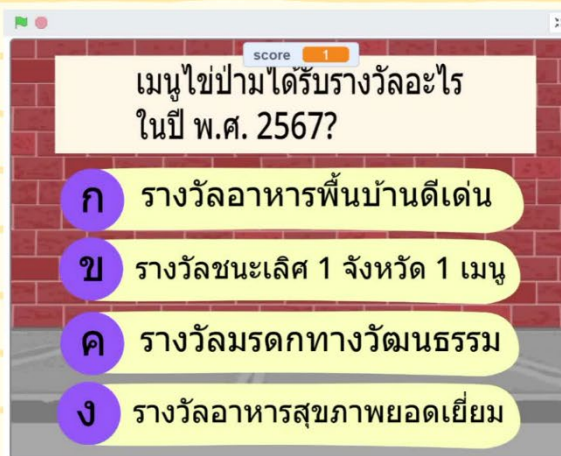 score 1
เมนูไข่ป่ามได้รับรางวัลอะไร
ในปี พ.ศ. 2567?
ก รางวัลอาหารพื้นบ้านดีเด่น
ข รางวัลชนะเลิศ 1 จังหวัด 1 เมนู
ค รางวัลมรดกทางวัฒนธรรม
ง รางวัลอาหารสุขภาพยอดเยี่ยม